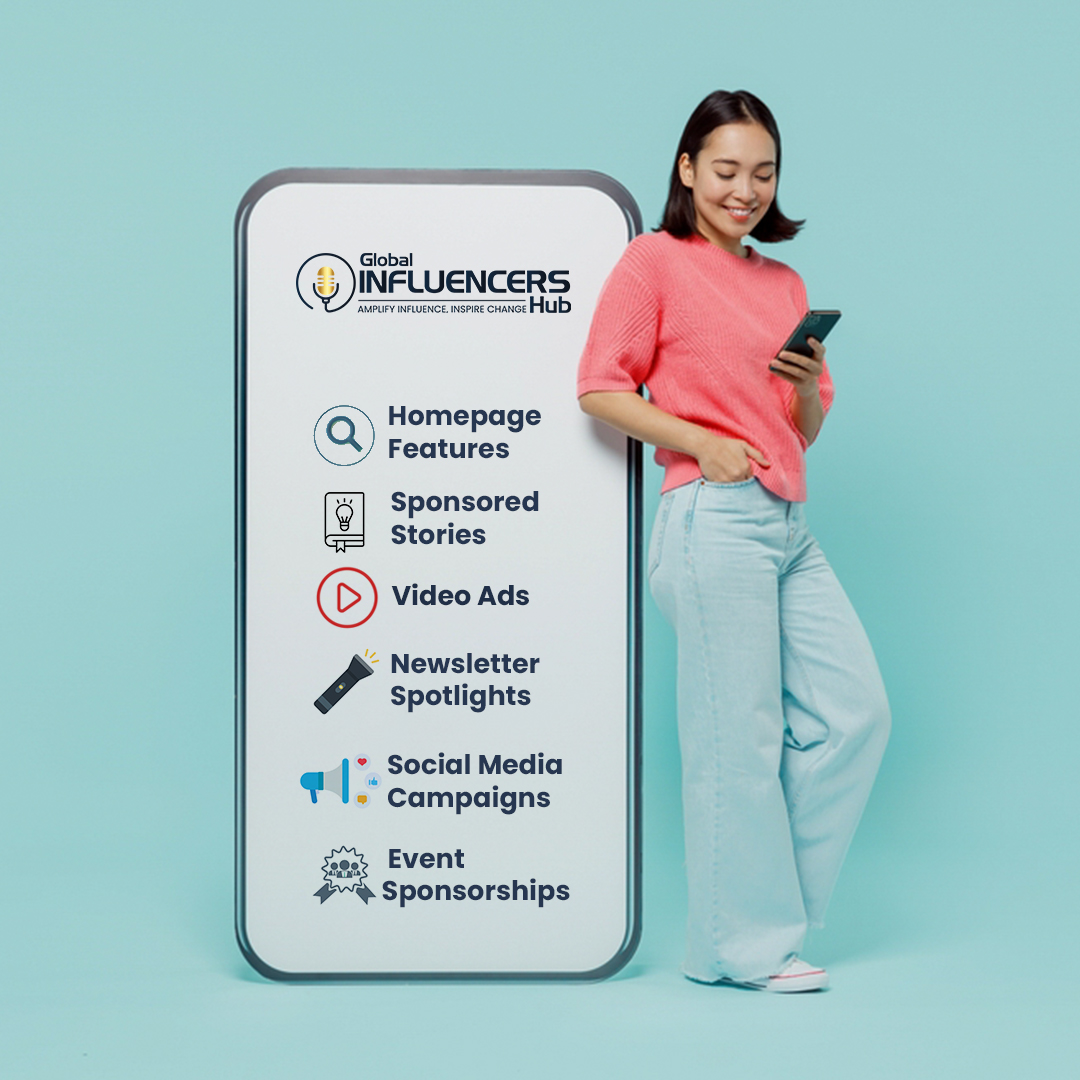 Global
INFLUENCERS
AMPLIFY INFLUENCE. INSPIRE CHANGE Hub
Homepage
Features
Sponsored
Stories
Video Ads
Newsletter
Spotlights
Social Media
Campaigns
Event
Sponsorships